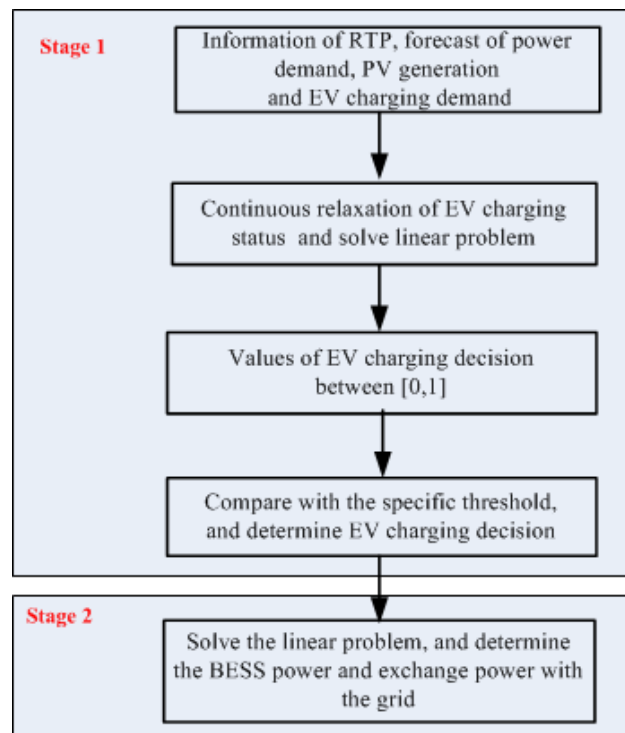 Stage 1
Information of RTP, forecast of power
demand, PV generation
and EV charging demand
Continuous relaxation of EV charging
status and solve linear problem
Values of EV charging decision
between [0,1]
Compare with the specific threshold,
and determine EV charging decision
Stage 2
Solve the linear problem, and determine
the BESS power and exchange power with
the grid